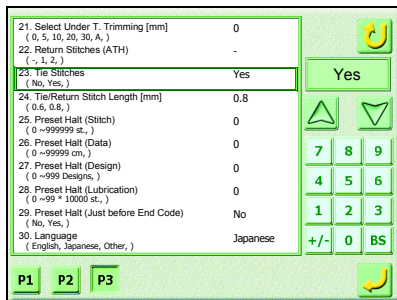 21. Select Under T. Trimming [mm] 0
( 0, 5, 10, 20, 30, A, )
22. Return Stitches (ATH) -
( -, 1, 2, )
23. Tie Stitches Yes
( No, Yes, )
24. Tie/Return Stitch Length [mm] 0.8
( 0.6, 0.8, )
25. Preset Halt (Stitch) 0
( 0 ~999999 st., )
26. Preset Halt (Data) 0
( 0 ~99999 cm, )
27. Preset Halt (Design) 0
( 0 ~999 Designs, )
28. Preset Halt (Lubrication) 0
( 0 ~99 * 10000 st., )
29. Preset Halt (Just before End Code) No
( No, Yes, )
30. Language Japanese
( English, Japanese, Other, )
Yes
7 8 9
4 5 6
1 2 3
+/- 0 BS
P1 P2 P3